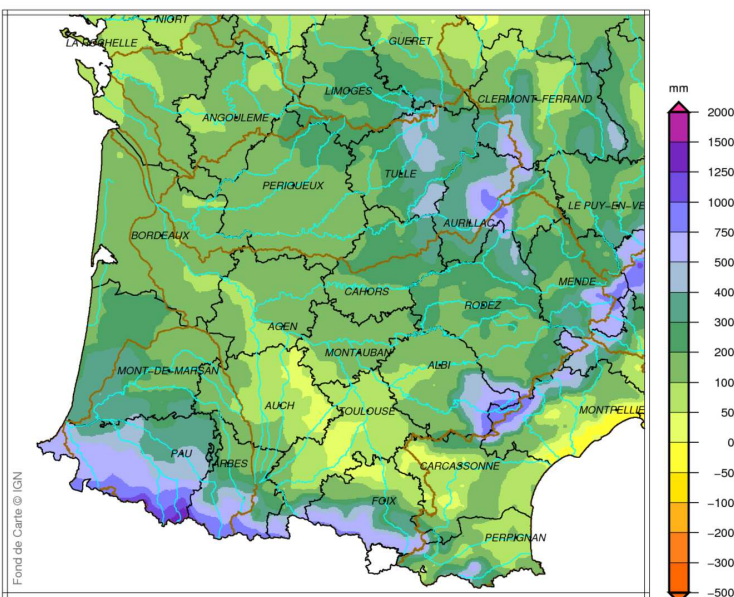 NIORT
LA ROCHELLE
GUERET
LIMOGES
CLERMONT-FERRAND
ANGOULEME
TULLE
PERIGUEUX
LE PUY-EN-VE
AURILLAC
BORDEAUX
MENDE
CAHORS
RODEZ
AGEN
MONTAUBAN
ALBI
MONT-DE-MARSAN
AUCH
TOULOUSE
MONTPELLIE
PAU
TARBES
CARCASSONNE
FOIX
PERPIGNAN
Fond de Carte © IGN
mm
2000
1500
1250
1000
750
500
400
300
200
100
50
0
-50
-100
-200
-300
-500